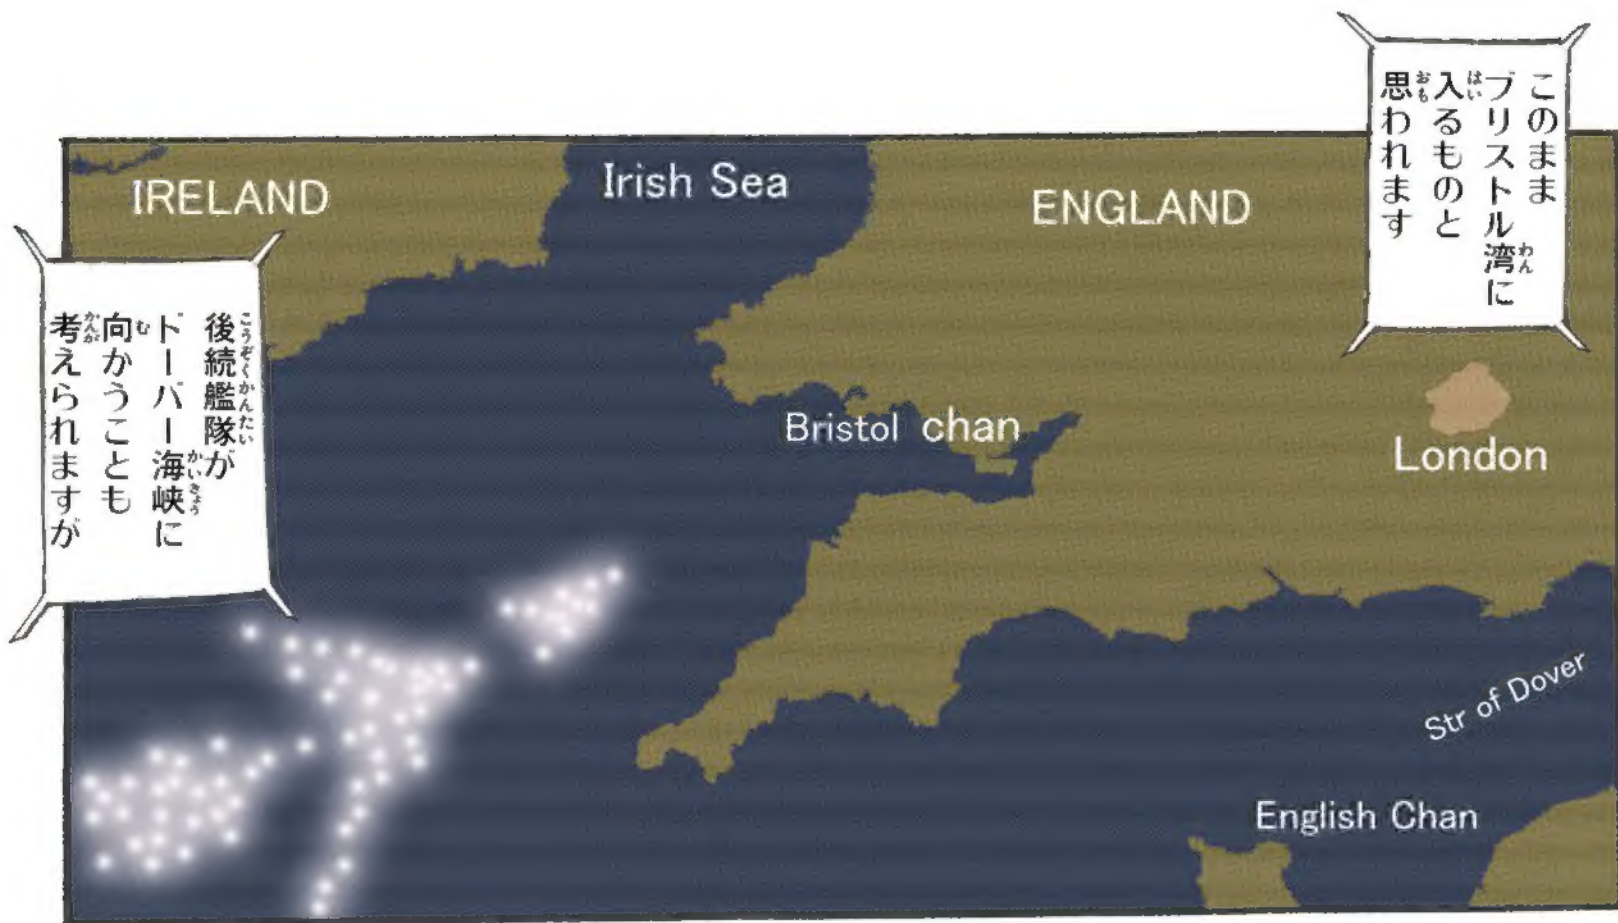 このまま
ブリストル湾に
入るものと
思われます
後続艦隊が
ドーバー海峡に
向かうことも
考えられますが
IRELAND
Irish Sea
ENGLAND
Bristol chan
London
Str of Dover
English Chan